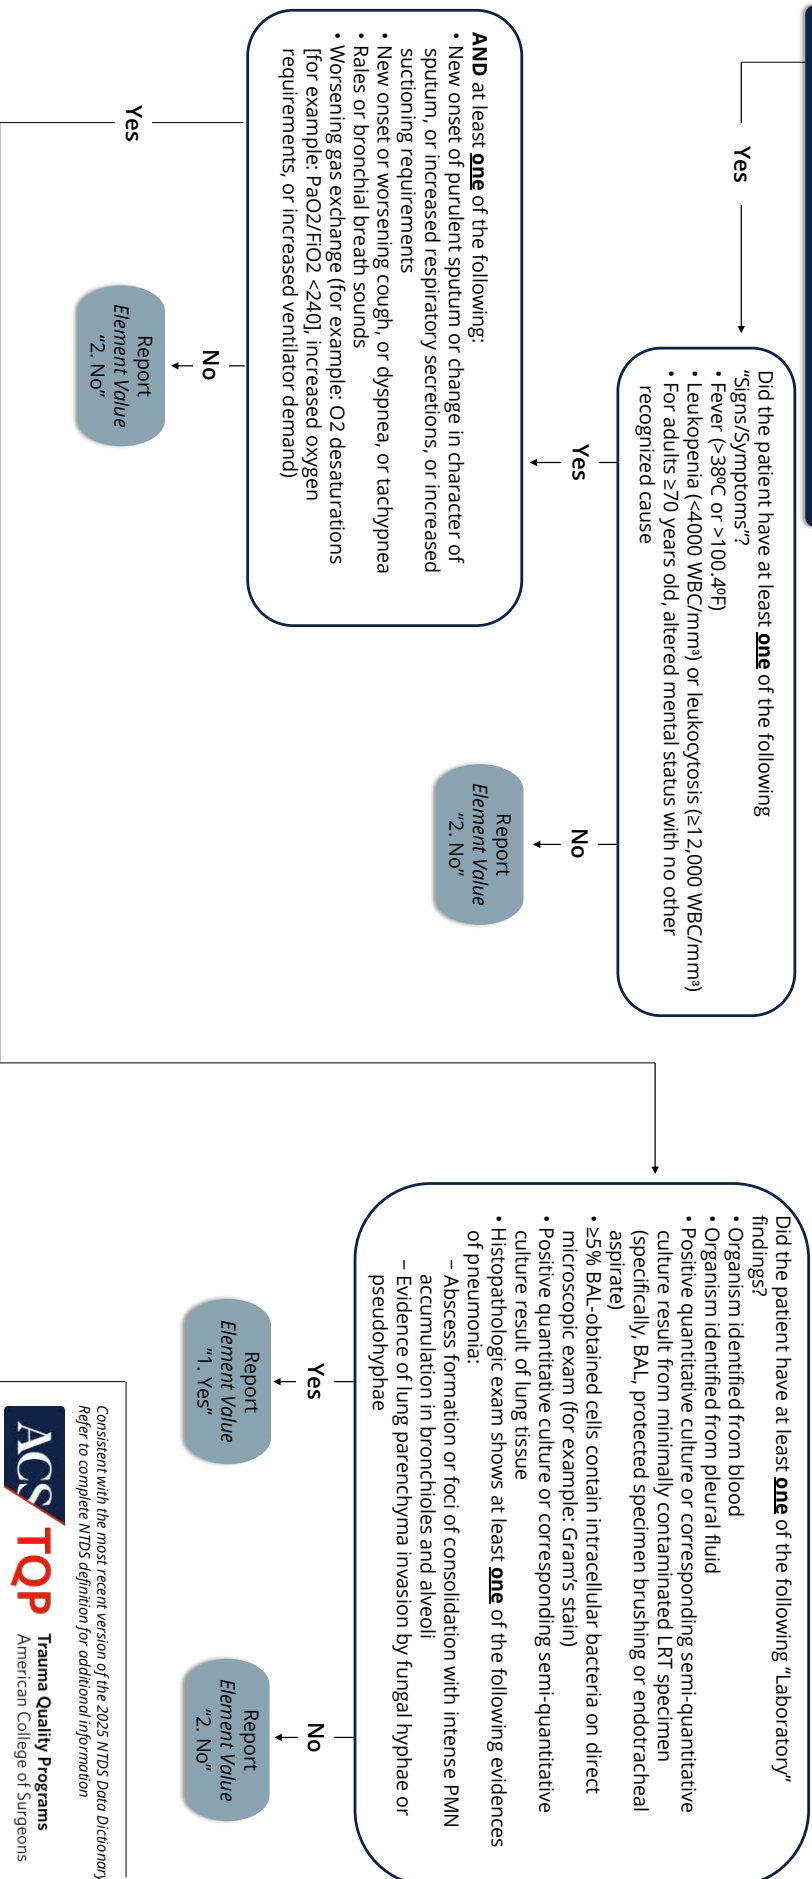 Yes
Did the patient have at least one of the following
“Signs/Symptoms”?
• Fever (>38ºC or >100.4ºF)
• Leukopenia (<4000 WBC/mm³) or leukocytosis (≥12,000 WBC/mm³)
• For adults ≥70 years old, altered mental status with no other
recognized cause
Yes
No
Report
Element Value
“2. No”
AND at least one of the following:
• New onset of purulent sputum or change in character of
sputum, or increased respiratory secretions, or increased
suctioning requirements
• New onset or worsening cough, or dyspnea, or tachypnea
• Rales or bronchial breath sounds
• Worsening gas exchange (for example: O2 desaturations
[for example: PaO2/FiO2 <240], increased oxygen
requirements, or increased ventilator demand)
Yes
No
Report
Element Value
“2. No”
Did the patient have at least one of the following “Laboratory”
findings?
• Organism identified from blood
• Organism identified from pleural fluid
• Positive quantitative culture or corresponding semi-quantitative
culture result from minimally contaminated LRT specimen
(specifically, BAL, protected specimen brushing or endotracheal
aspirate)
• ≥5% BAL-obtained cells contain intracellular bacteria on direct
microscopic exam (for example: Gram’s stain)
• Positive quantitative culture or corresponding semi-quantitative
culture result of lung tissue
• Histopathologic exam shows at least one of the following evidences
of pneumonia:
– Abscess formation or foci of consolidation with intense PMN
accumulation in bronchioles and alveoli
– Evidence of lung parenchyma invasion by fungal hyphae or
pseudohyphae
Yes
No
Report
Element Value
“1. Yes”
Report
Element Value
“2. No”
Consistent with the most recent version of the 2025 NTDS Data Dictionary
Refer to complete NTDS definition for additional information
ACS TQP
Trauma Quality Programs
American College of Surgeons